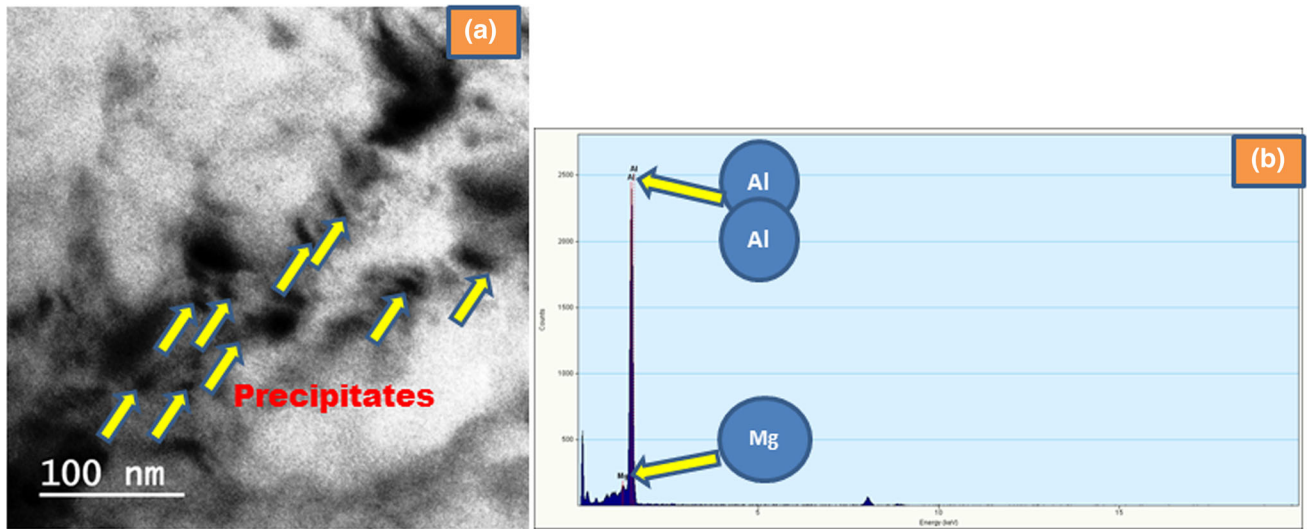 (a)
Precipitates
100 nm
(b)
Al
Al
Al
Al
Mg
Mg
2500
2000
1500
1000
500
Counts
5
10
15
Energy (keV)